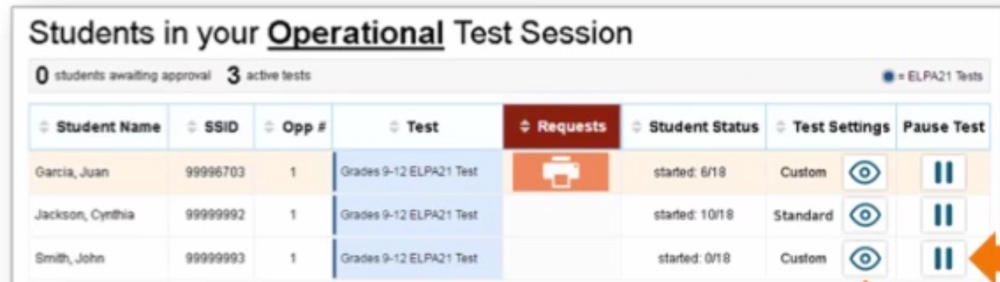 Students in your Operational Test Session
0 students awaiting approval 3 active tests = ELPA21 Tests
Student Name SSID Opp # Test Requests Student Status Test Settings Pause Test
Garcia, Juan 99996703 1 Grades 9-12 ELPA21 Test started: 6/18 Custom
Jackson, Cynthia 99999992 1 Grades 9-12 ELPA21 Test started: 10/18 Standard
Smith, John 99999993 1 Grades 9-12 ELPA21 Test started: 0/18 Custom